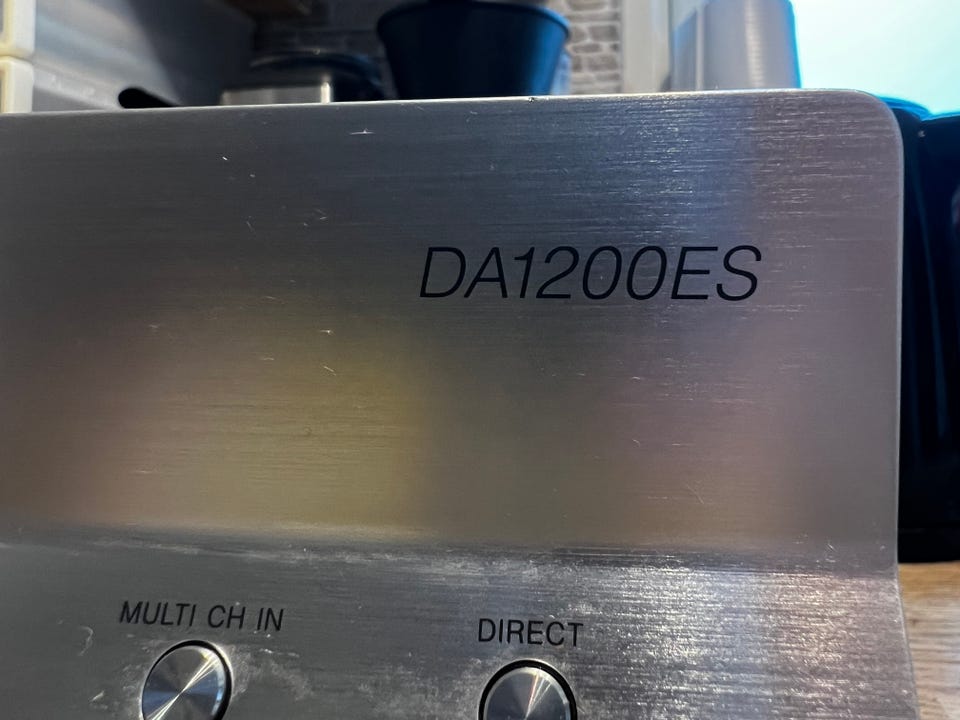 DA1200ES
MULTI CH IN
DIRECT